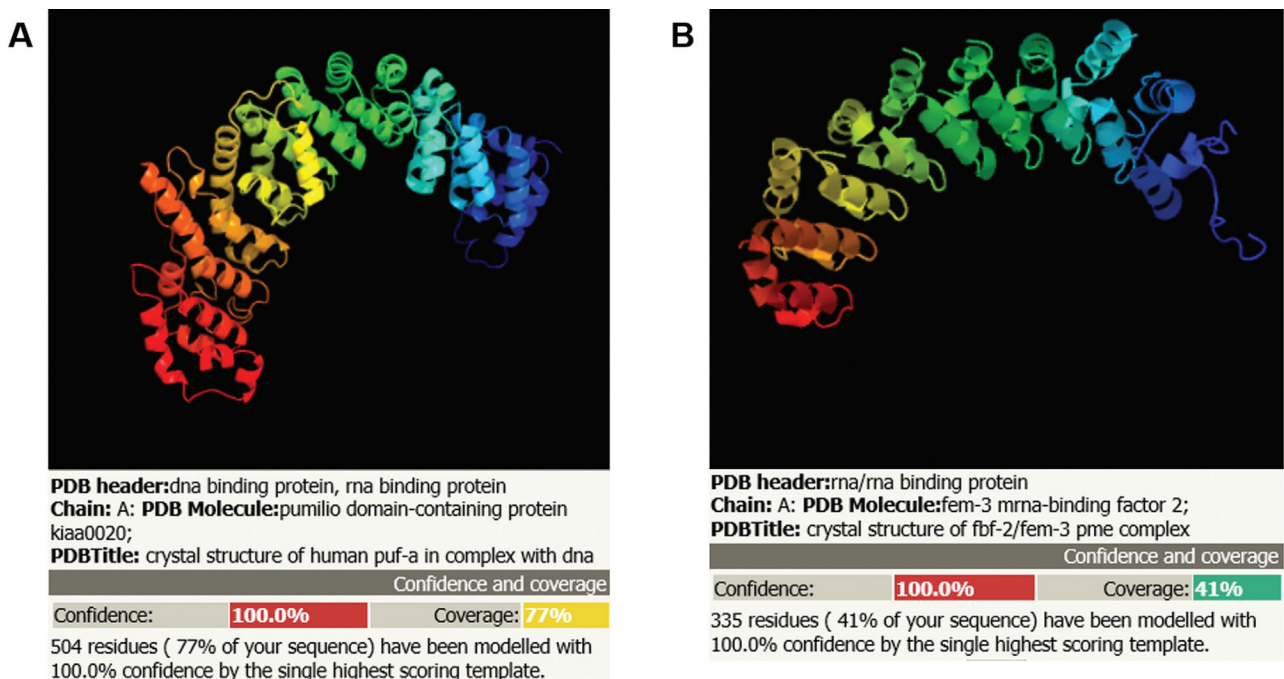 A
PDB header:dna binding protein, rna binding protein
Chain: A: PDB Molecule:pumilio domain-containing protein
kiaa0020;
PDBTitle: crystal structure of human puf-a in complex with dna
Confidence and coverage
Confidence: 100.0% Coverage: 77%
504 residues ( 77% of your sequence) have been modelled with
100.0% confidence by the single highest scoring template.
B
PDB header:rna/rna binding protein
Chain: A: PDB Molecule:fem-3 mrna-binding factor 2;
PDBTitle: crystal structure of fbf-2/fem-3 pme complex
Confidence and coverage
Confidence: 100.0% Coverage: 41%
335 residues ( 41% of your sequence) have been modelled with
100.0% confidence by the single highest scoring template.